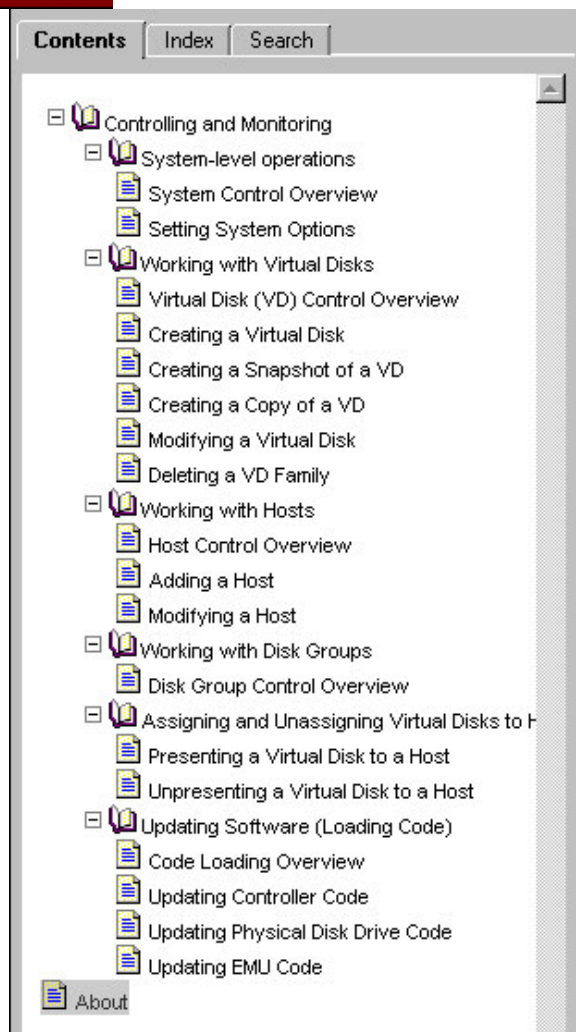 Contents Index Search
Controlling and Monitoring
System-level operations
System Control Overview
Setting System Options
Working with Virtual Disks
Virtual Disk (VD) Control Overview
Creating a Virtual Disk
Creating a Snapshot of a VD
Creating a Copy of a VD
Modifying a Virtual Disk
Deleting a VD Family
Working with Hosts
Host Control Overview
Adding a Host
Modifying a Host
Working with Disk Groups
Disk Group Control Overview
Assigning and Unassigning Virtual Disks to H
Presenting a Virtual Disk to a Host
Unpresenting a Virtual Disk to a Host
Updating Software (Loading Code)
Code Loading Overview
Updating Controller Code
Updating Physical Disk Drive Code
Updating EMU Code
About